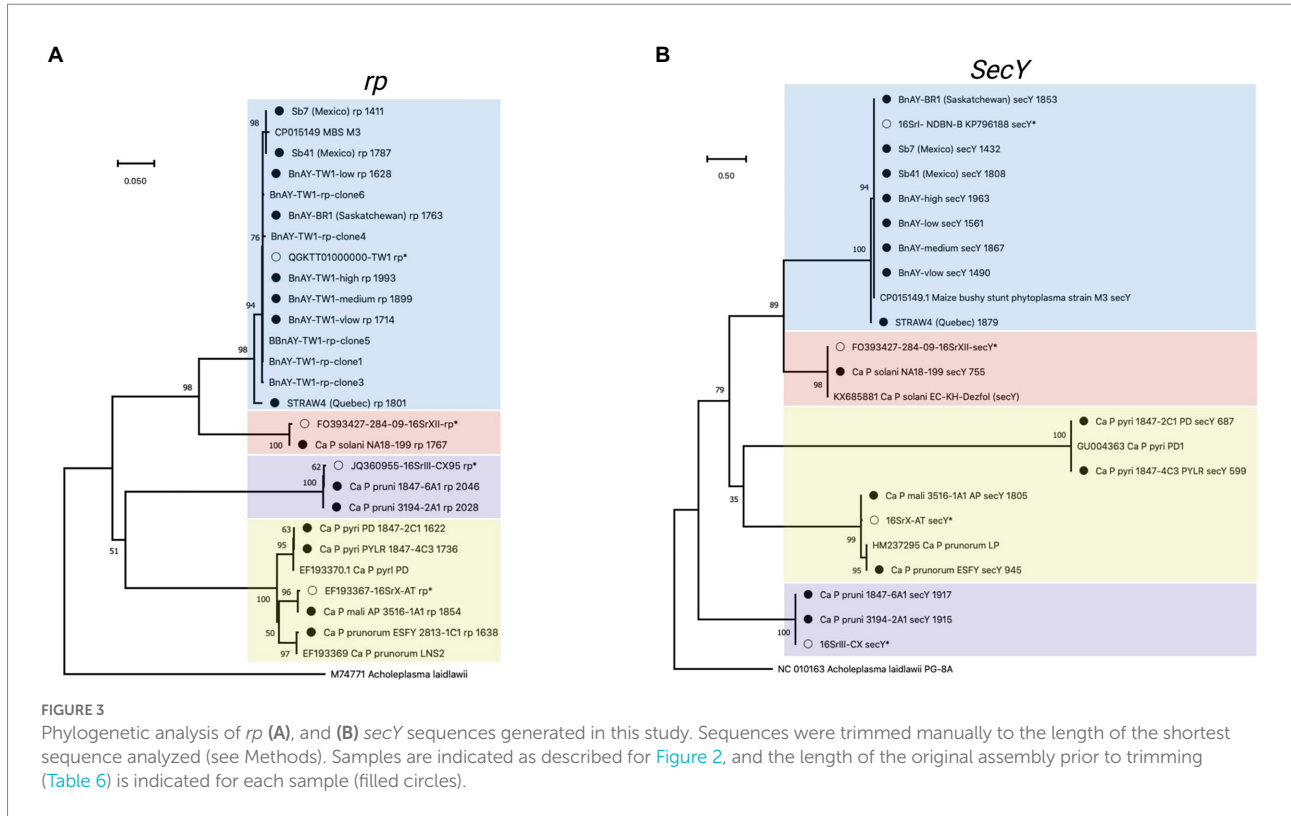 A
rp
98
Sb7 (Mexico) rp 1411
CP015149 MBS M3
Sb41 (Mexico) rp 1787
BnAY-TW1-low rp 1628
BnAY-TW1-rp-clone6
BnAY-BR1 (Saskatchewan) rp 1763
76
BnAY-TW1-rp-clone4
QGKTT01000000-TW1 rp*
BnAY-TW1-high rp 1993
BnAY-TW1-medium rp 1899
94
BnAY-TW1-vlow rp 1714
BBnAY-TW1-rp-clone5
98
BnAY-TW1-rp-clone1
BnAY-TW1-rp-clone3
98
STRAW4 (Quebec) rp 1801
FO393427-284-09-16SrXII-rp*
100
Ca P solani NA18-199 rp 1767
62
JQ360955-16SrIII-CX95 rp*
100
Ca P pruni 1847-6A1 rp 2046
Ca P pruni 3194-2A1 rp 2028
63
Ca P pyri PD 1847-2C1 1622
95
Ca P pyri PYLR 1847-4C3 1736
51
EF193370.1 Ca P pyrI PD
96
EF193367-16SrX-AT rp*
100
Ca P mali AP 3516-1A1 rp 1854
50
Ca P prunorum ESFY 2813-1C1 rp 1638
97
EF193369 Ca P prunorum LNS2
M74771 Acholeplasma laidlawii
0.050
B
SecY
BnAY-BR1 (Saskatchewan) secY 1853
16SrI- NDBN-B KP796188 secY*
Sb7 (Mexico) secY 1432
Sb41 (Mexico) secY 1808
94
BnAY-high secY 1963
BnAY-low secY 1561
100
BnAY-medium secY 1867
BnAY-vlow secY 1490
CP015149.1 Maize bushy stunt phytoplasma strain M3 secY
89
STRAW4 (Quebec) 1879
FO393427-284-09-16SrXII-secY*
Ca P solani NA18-199 secY 755
98
KX685881 Ca P solani EC-KH-Dezfol (secY)
79
Ca P pyri 1847-2C1 PD secY 687
100
GU004363 Ca P pyri PD1
Ca P pyri 1847-4C3 PYLR secY 599
35
Ca P mali 3516-1A1 AP secY 1805
16SrX-AT secY*
99
HM237295 Ca P prunorum LP
95
Ca P prunorum ESFY secY 945
Ca P pruni 1847-6A1 secY 1917
Ca P pruni 3194-2A1 secY 1915
100
16SrIII-CX secY*
NC 010163 Acholeplasma laidlawii PG-8A
0.50
FIGURE 3
Phylogenetic analysis of rp (A), and (B) secY sequences generated in this study. Sequences were trimmed manually to the length of the shortest
sequence analyzed (see Methods). Samples are indicated as described for Figure 2, and the length of the original assembly prior to trimming
(Table 6) is indicated for each sample (filled circles).